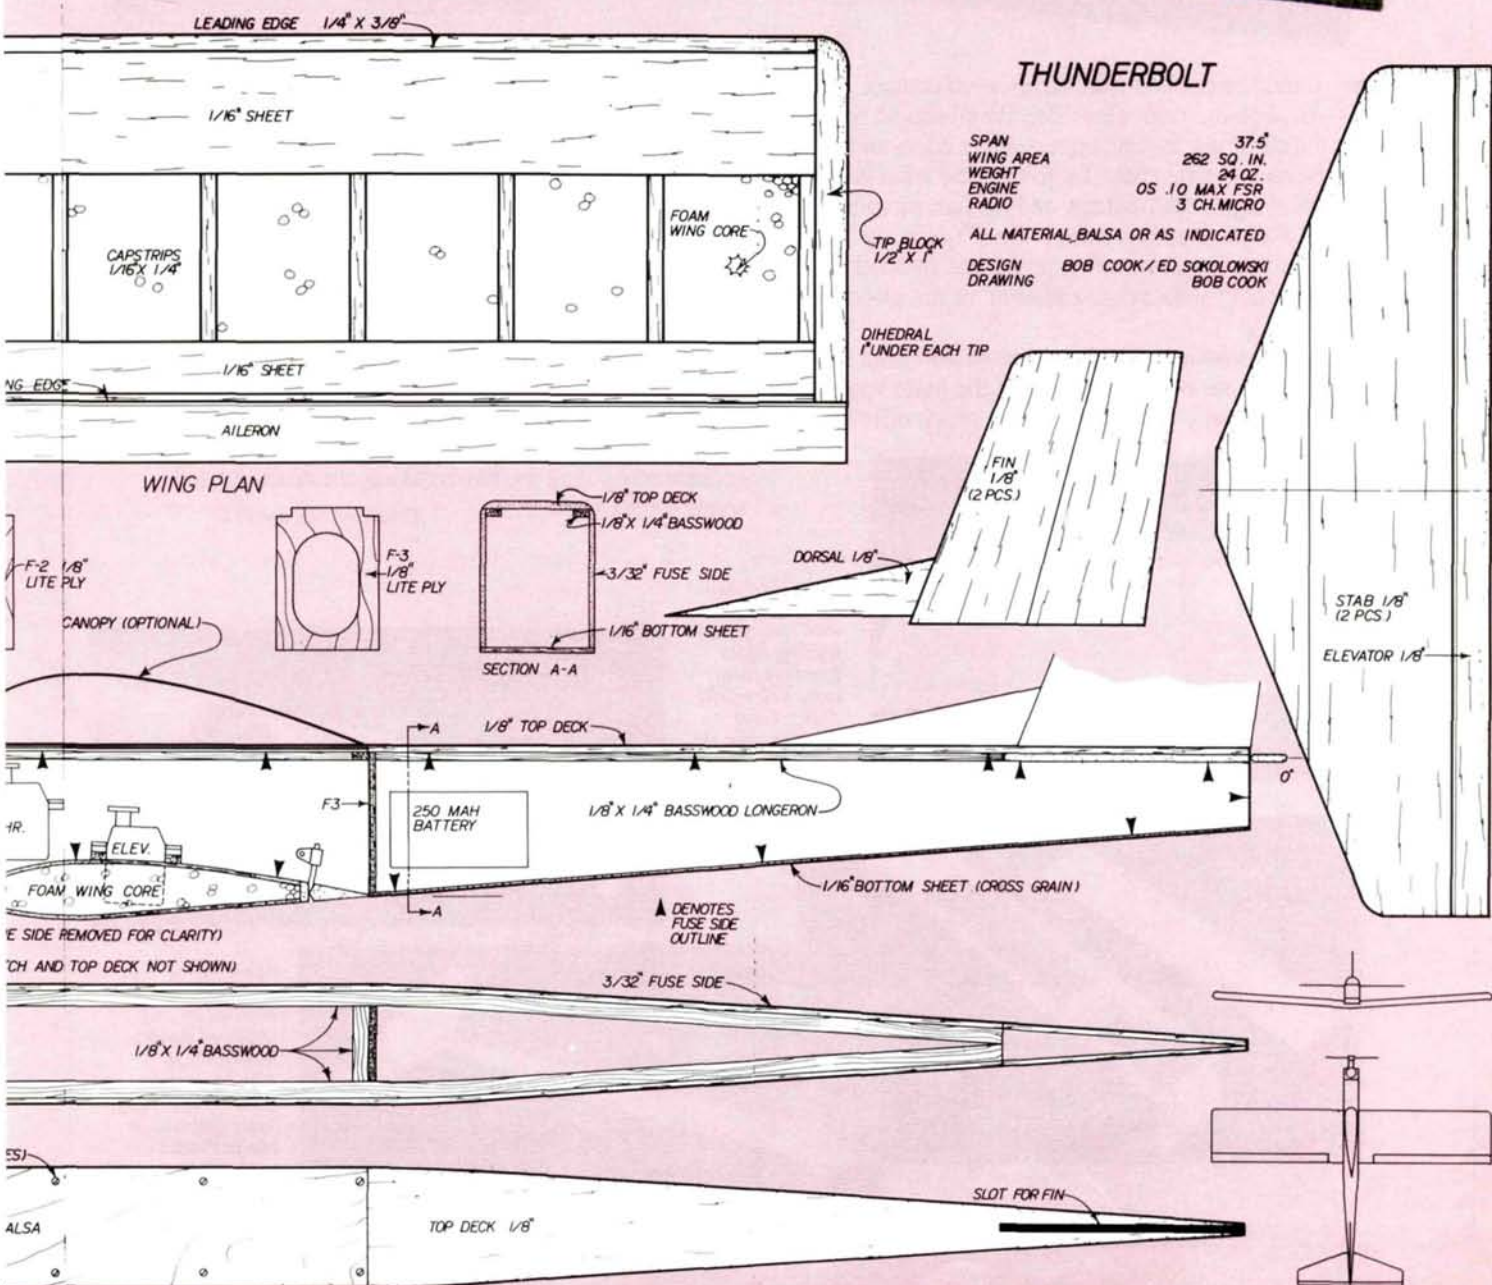 LEADING EDGE 1/4" X 3/8"
1/16" SHEET
CAPSTRIPS
1/16" X 1/4"
FOAM
WING CORE
TIP BLOCK
1/2" X 1"
1/16" SHEET
NG EDGE
AILERON
WING PLAN
THUNDERBOLT
SPAN 37.5"
WING AREA 262 SQ. IN.
WEIGHT 24 OZ.
ENGINE OS .10 MAX FSR
RADIO 3 CH. MICRO
ALL MATERIAL BALSA OR AS INDICATED
DESIGN BOB COOK/ED SOKOLOWSKI
DRAWING BOB COOK
DIHEDRAL
1" UNDER EACH TIP
FIN
1/8"
(2 PCS.)
DORSAL 1/8"
STAB 1/8"
(2 PCS.)
ELEVATOR 1/8"
F-2 1/8"
LITE PLY
F-3
1/8"
LITE PLY
1/8" TOP DECK
1/8" X 1/4" BASSWOOD
3/32" FUSE SIDE
1/16" BOTTOM SHEET
SECTION A-A
CANOPY (OPTIONAL)
A
1/8" TOP DECK
0°
F3
250 MAH
BATTERY
1/8" X 1/4" BASSWOOD LONGERON
HR.
ELEV.
FOAM WING CORE
1/16" BOTTOM SHEET (CROSS GRAIN)
A
DENOTES
FUSE SIDE
OUTLINE
E SIDE REMOVED FOR CLARITY)
TCH AND TOP DECK NOT SHOWN)
3/32" FUSE SIDE
1/8" X 1/4" BASSWOOD
ES)
SLOT FOR FIN
ALSA
TOP DECK 1/8"